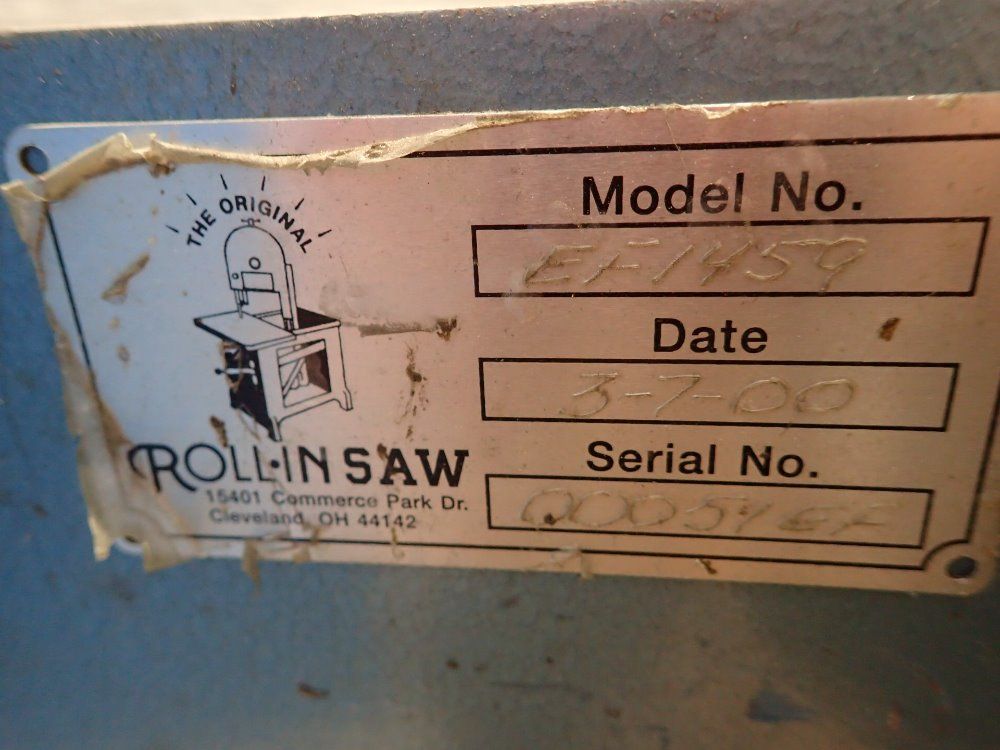 THE ORIGINAL
ROLL-IN SAW
15401 Commerce Park Dr.
Cleveland, OH 44142
Model No.
EF1459
Date
3-7-00
Serial No.